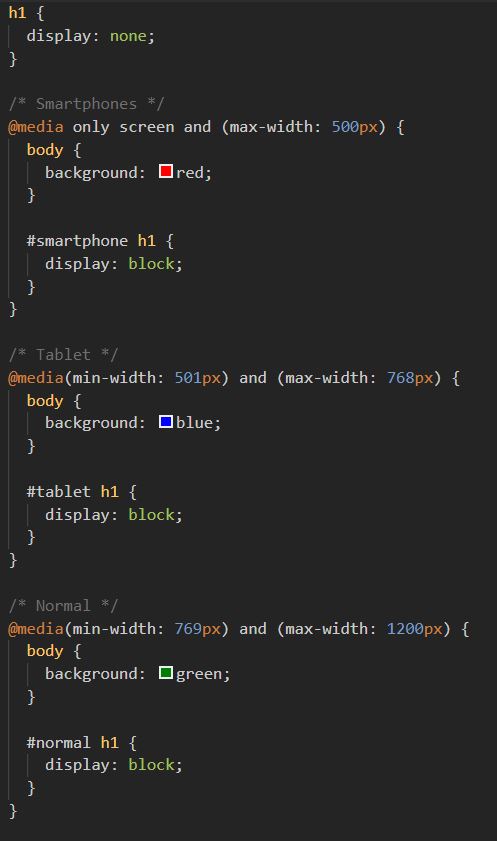 h1 {
  display: none;
}

/* Smartphones */
@media only screen and (max-width: 500px) {
  body {
    background: red;
  }

  #smartphone h1 {
    display: block;
  }
}

/* Tablet */
@media(min-width: 501px) and (max-width: 768px) {
  body {
    background: blue;
  }

  #tablet h1 {
    display: block;
  }
}

/* Normal */
@media(min-width: 769px) and (max-width: 1200px) {
  body {
    background: green;
  }

  #normal h1 {
    display: block;
  }
}